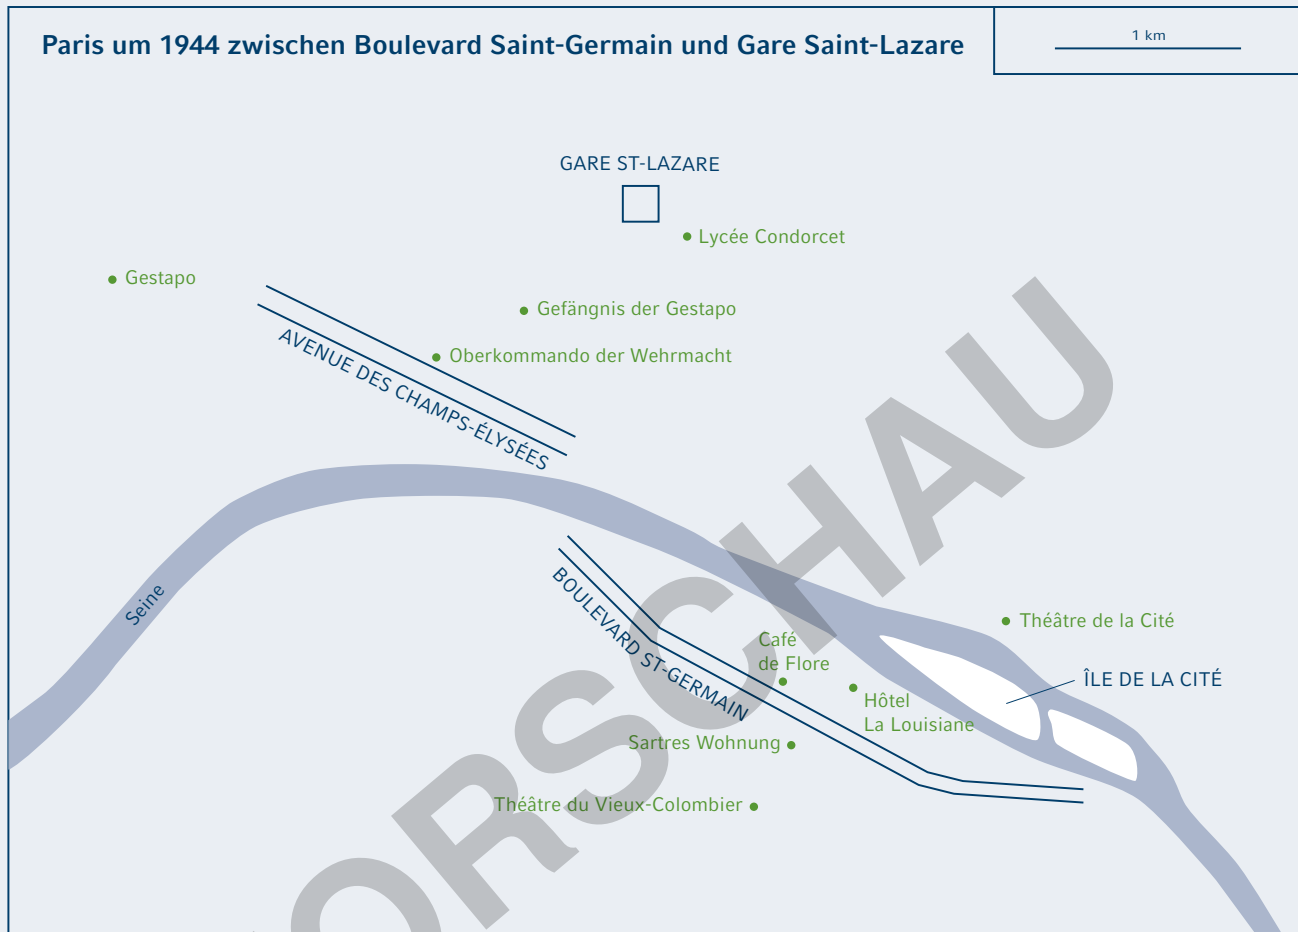 Paris um 1944 zwischen Boulevard Saint-Germain und Gare Saint-Lazare
1 km
GARE ST-LAZARE
Lycée Condorcet
Gestapo
Gefängnis der Gestapo
Oberkommando der Wehrmacht
AVENUE DES CHAMPS-ÉLYSÉES
Seine
BOULEVARD ST-GERMAIN
Théâtre de la Cité
Café
de Flore
ÎLE DE LA CITÉ
Hôtel
La Louisiane
Sartres Wohnung
Théâtre du Vieux-Colombier
ORSCHAU